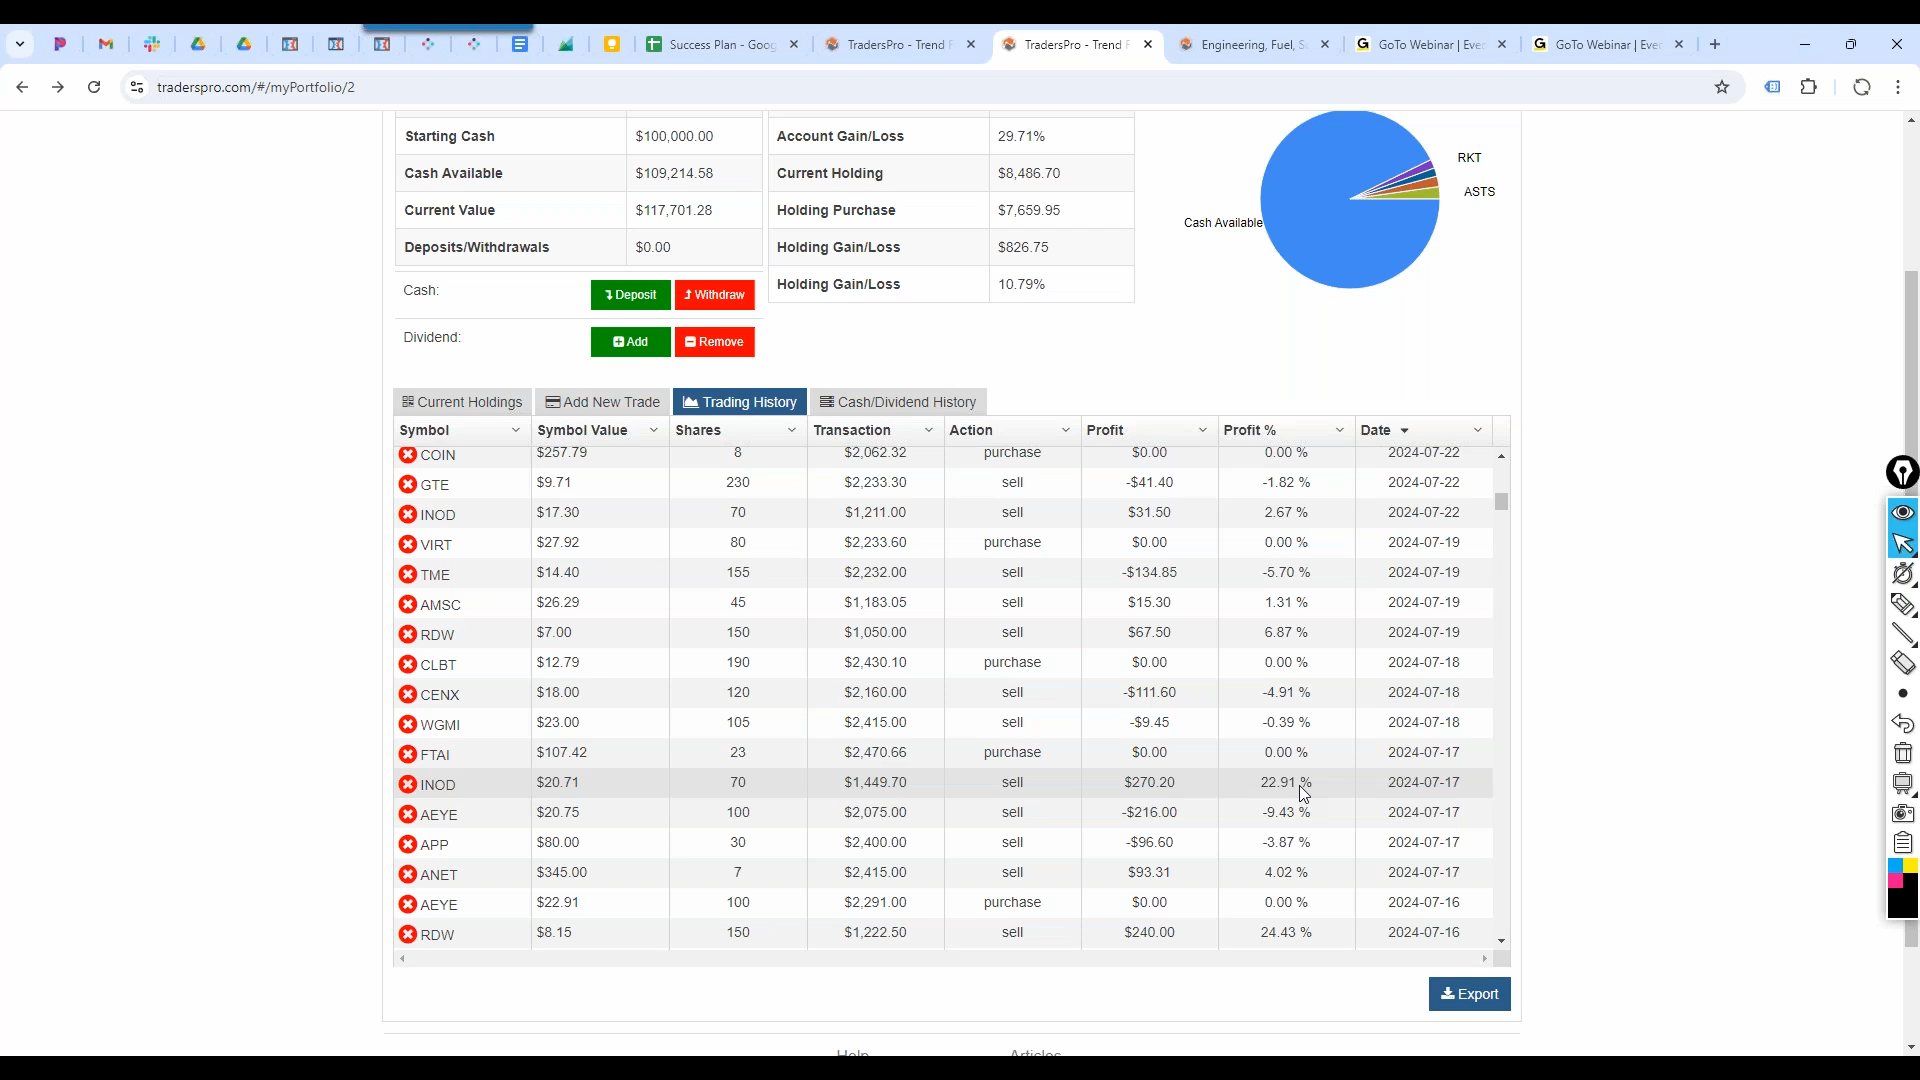 Success Plan - Goog
TradersPro - Trend F
TradersPro - Trend F
Engineering, Fuel, S
GoTo Webinar | Even
GoTo Webinar | Even
traderspro.com/#/myPortfolio/2
Starting Cash $100,000.00 Account Gain/Loss 29.71%
Cash Available $109,214.58 Current Holding $8,486.70
Current Value $117,701.28 Holding Purchase $7,659.95
Deposits/Withdrawals $0.00 Holding Gain/Loss $826.75
Holding Gain/Loss 10.79%
RKT
ASTS
Cash Available
Cash: Deposit Withdraw
Dividend: Add Remove
Current Holdings Add New Trade Trading History Cash/Dividend History
Symbol Symbol Value Shares Transaction Action Profit Profit % Date
COIN $257.79 8 $2,062.32 purchase $0.00 0.00 % 2024-07-22
GTE $9.71 230 $2,233.30 sell -$41.40 -1.82 % 2024-07-22
INOD $17.30 70 $1,211.00 sell $31.50 2.67 % 2024-07-22
VIRT $27.92 80 $2,233.60 purchase $0.00 0.00 % 2024-07-19
TME $14.40 155 $2,232.00 sell -$134.85 -5.70 % 2024-07-19
AMSC $26.29 45 $1,183.05 sell $15.30 1.31 % 2024-07-19
RDW $7.00 150 $1,050.00 sell $67.50 6.87 % 2024-07-19
CLBT $12.79 190 $2,430.10 purchase $0.00 0.00 % 2024-07-18
CENX $18.00 120 $2,160.00 sell -$111.60 -4.91 % 2024-07-18
WGMI $23.00 105 $2,415.00 sell -$9.45 -0.39 % 2024-07-18
FTAI $107.42 23 $2,470.66 purchase $0.00 0.00 % 2024-07-17
INOD $20.71 70 $1,449.70 sell $270.20 22.91 % 2024-07-17
AEYE $20.75 100 $2,075.00 sell -$216.00 -9.43 % 2024-07-17
APP $80.00 30 $2,400.00 sell -$96.60 -3.87 % 2024-07-17
ANET $345.00 7 $2,415.00 sell $93.31 4.02 % 2024-07-17
AEYE $22.91 100 $2,291.00 purchase $0.00 0.00 % 2024-07-16
RDW $8.15 150 $1,222.50 sell $240.00 24.43 % 2024-07-16
Export
Help Articles